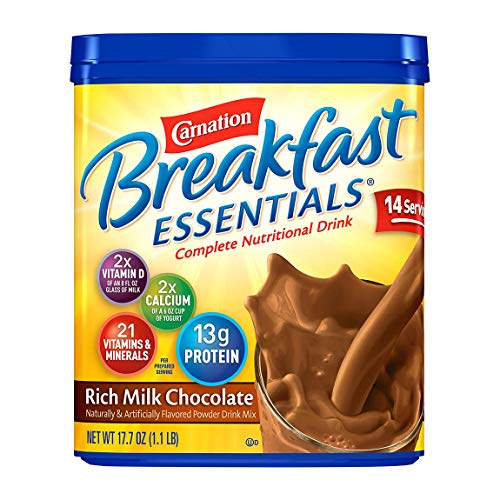 Carnation
Breakfast
ESSENTIALS®
Complete Nutritional Drink
14
2x
VITAMIN D
OF AN 8 FL OZ
GLASS OF MILK
2x
CALCIUM
OF A 6 OZ CUP
OF YOGURT
21
VITAMINS &
MINERALS
PER
PREPARED
SERVING
13g
PROTEIN
Rich Milk Chocolate
Naturally & Artificially Flavored Powder Drink Mix
NET WT 17.7 OZ (1.1 LB)
U D